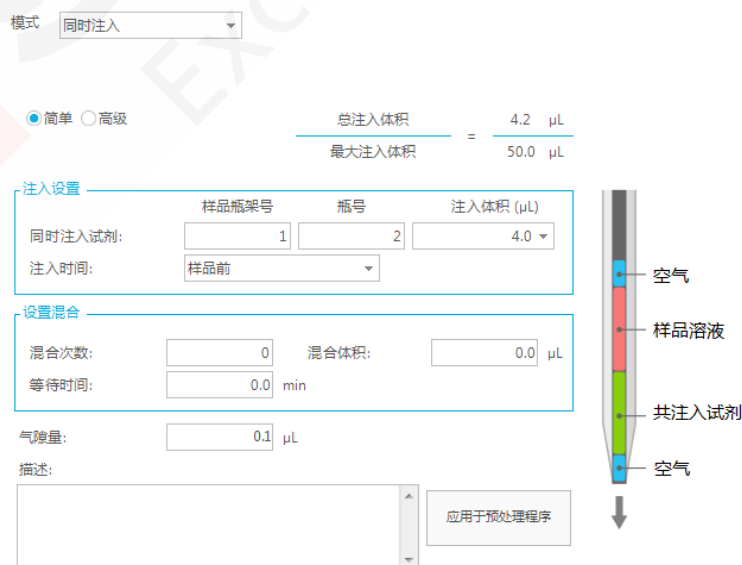 模式 同时注入
简单 高级
总注入体积 = 4.2 μL
最大注入体积 50.0 μL
注入设置
样品瓶架号 瓶号 注入体积 (μL)
同时注入试剂: 1 2 4.0
注入时间: 样品前
设置混合
混合次数: 0 混合体积: 0.0 μL
等待时间: 0.0 min
气隙量: 0.1 μL
描述:
应用于预处理程序
空气
样品溶液
共注入试剂
空气